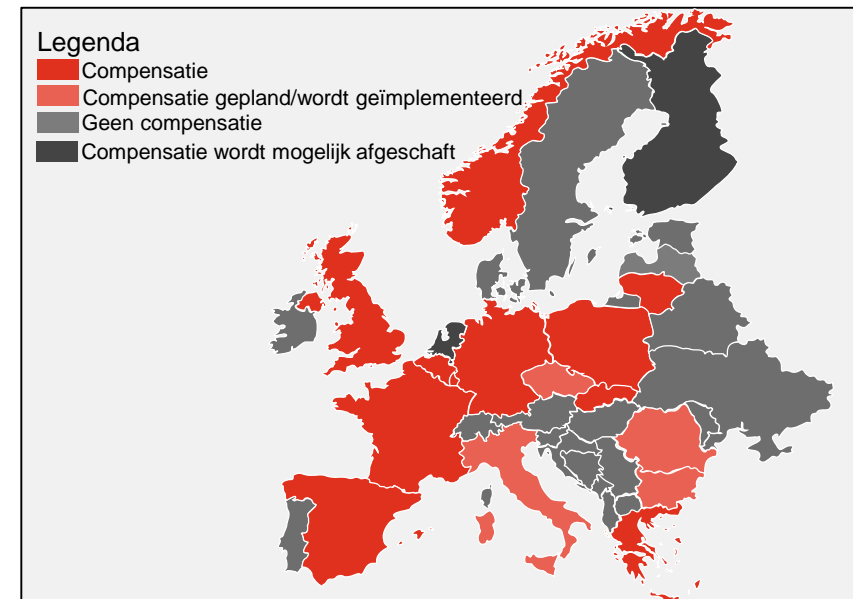 Legenda
Compensatie
Compensatie gepland/wordt geïmplementeerd
Geen compensatie
Compensatie wordt mogelijk afgeschaft